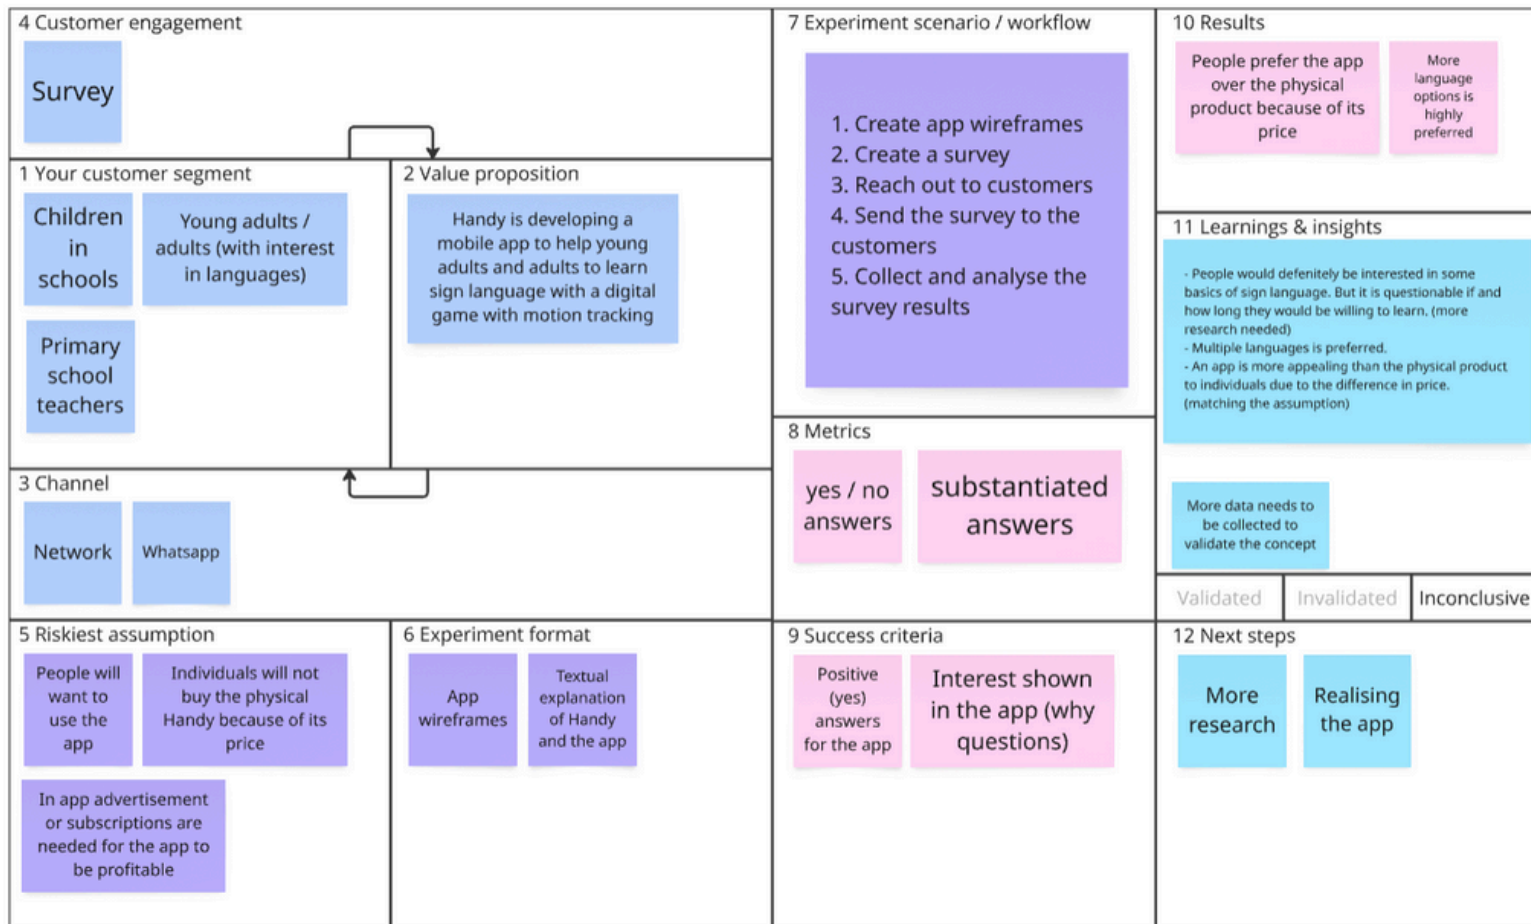 4 Customer engagement
Survey
1 Your customer segment
Children
in
schools
Young adults /
adults (with interest
in languages)
Primary
school
teachers
2 Value proposition
Handy is developing a
mobile app to help young
adults and adults to learn
sign language with a digital
game with motion tracking
3 Channel
Network
Whatsapp
5 Riskiest assumption
People will
want to
use the
app
Individuals will not
buy the physical
Handy because of its
price
In app advertisement
or subscriptions are
needed for the app to
be profitable
6 Experiment format
App
wireframes
Textual
explanation
of Handy
and the app
7 Experiment scenario / workflow
1. Create app wireframes
2. Create a survey
3. Reach out to customers
4. Send the survey to the
customers
5. Collect and analyse the
survey results
8 Metrics
yes / no
answers
substantiated
answers
9 Success criteria
Positive
(yes)
answers
for the app
Interest shown
in the app (why
questions)
10 Results
People prefer the app
over the physical
product because of its
price
More
language
options is
highly
preferred
11 Learnings & insights
- People would defenitely be interested in some
basics of sign language. But it is questionable if and
how long they would be willing to learn. (more
research needed)
- Multiple languages is preferred.
- An app is more appealing than the physical product
to individuals due to the difference in price.
(matching the assumption)
More data needs to
be collected to
validate the concept
Validated
Invalidated
Inconclusive
12 Next steps
More
research
Realising
the app